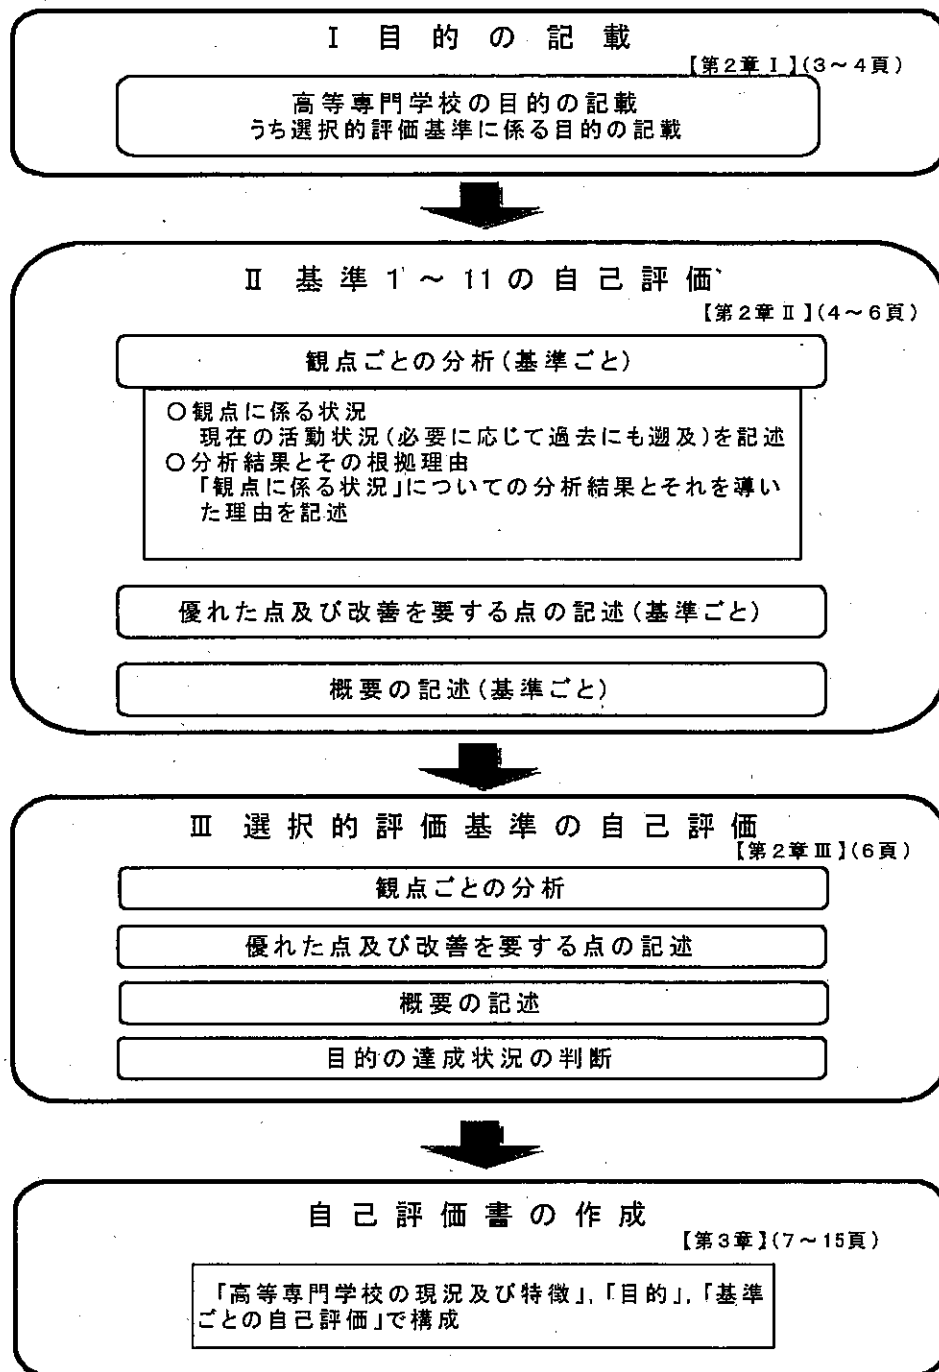 Ⅰ 目的の記載
【第2章Ⅰ】(3～4頁)
高等専門学校の目的の記載
うち選択的評価基準に係る目的の記載
Ⅱ 基準1～11の自己評価
【第2章Ⅱ】(4～6頁)
観点ごとの分析(基準ごと)
○観点に係る状況
現在の活動状況(必要に応じて過去にも遡及)を記述
○分析結果とその根拠理由
「観点に係る状況」についての分析結果とそれを導い
た理由を記述
優れた点及び改善を要する点の記述(基準ごと)
概要の記述(基準ごと)
Ⅲ 選択的評価基準の自己評価
【第2章Ⅲ】(6頁)
観点ごとの分析
優れた点及び改善を要する点の記述
概要の記述
目的の達成状況の判断
自己評価書の作成
【第3章】(7～15頁)
「高等専門学校の現況及び特徴」,「目的」,「基準
ごとの自己評価」で構成